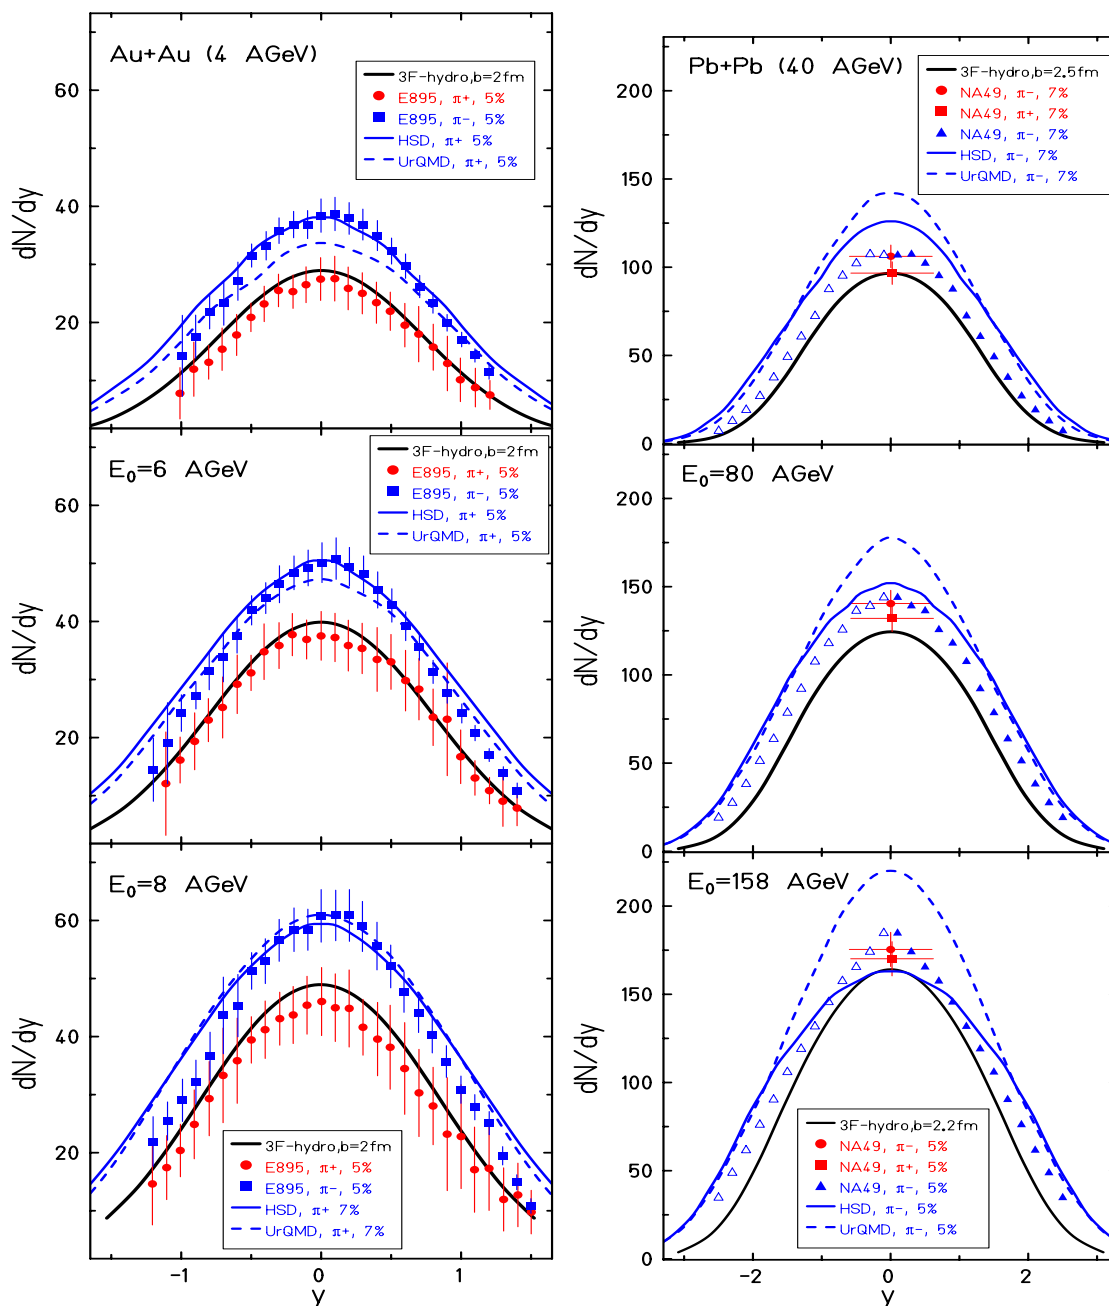 Au+Au (4 AGeV)
3F-hydro,b=2fm
E895, π+, 5%
E895, π-, 5%
HSD, π+ 5%
UrQMD, π+, 5%
60
40
20
dN/dy
E₀=6 AGeV
3F-hydro,b=2fm
E895, π+, 5%
E895, π-, 5%
HSD, π+ 5%
UrQMD, π+, 5%
60
40
20
dN/dy
E₀=8 AGeV
3F-hydro,b=2fm
E895, π+, 5%
E895, π-, 5%
HSD, π+ 7%
UrQMD, π+, 7%
60
40
20
dN/dy
-1 0 1
y
Pb+Pb (40 AGeV)
3F-hydro,b=2.5fm
NA49, π-, 7%
NA49, π+, 7%
NA49, π-, 7%
HSD, π-, 7%
UrQMD, π-, 7%
200
150
100
50
0
dN/dy
E₀=80 AGeV
200
150
100
50
0
dN/dy
E₀=158 AGeV
3F-hydro,b=2.2fm
NA49, π-, 5%
NA49, π+, 5%
NA49, π-, 5%
HSD, π-, 5%
UrQMD, π-, 5%
200
150
100
50
0
dN/dy
-2 0 2
y